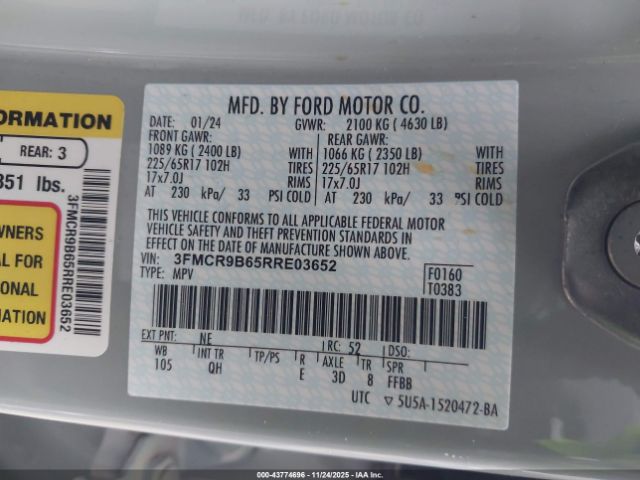 MFD. BY FORD MOTOR CO.
DATE: 01/24 GVWR: 2100 KG ( 4630 LB)
FRONT GAWR: REAR GAWR:
1089 KG ( 2400 LB) WITH 1066 KG ( 2350 LB) WITH
225/65R17 102H TIRES 225/65R17 102H TIRES
17x7.0J RIMS 17x7.0J RIMS
AT 230 kPa/ 33 PSI COLD AT 230 kPa/ 33 PSI COLD
THIS VEHICLE CONFORMS TO ALL APPLICABLE FEDERAL MOTOR
VEHICLE SAFETY AND THEFT PREVENTION STANDARDS IN
EFFECT ON THE DATE OF MANUFACTURE SHOWN ABOVE.
VIN: 3FMCR9B65RRE03652
TYPE: MPV
F0160
T0383
EXT PNT: NE RC: 52 DSO:
WB INT TR TP/PS R AXLE TR SPR
105 QH E 3D 8 FFBB
UTC ▽ 5U5A-1520472-BA
ORMATION
REAR: 3
351 lbs.
OWNERS
AL FOR
IONAL
3FMCR9B65RRE03652
© IAA 43774696 - 11/24/2025 - IAAI.COM